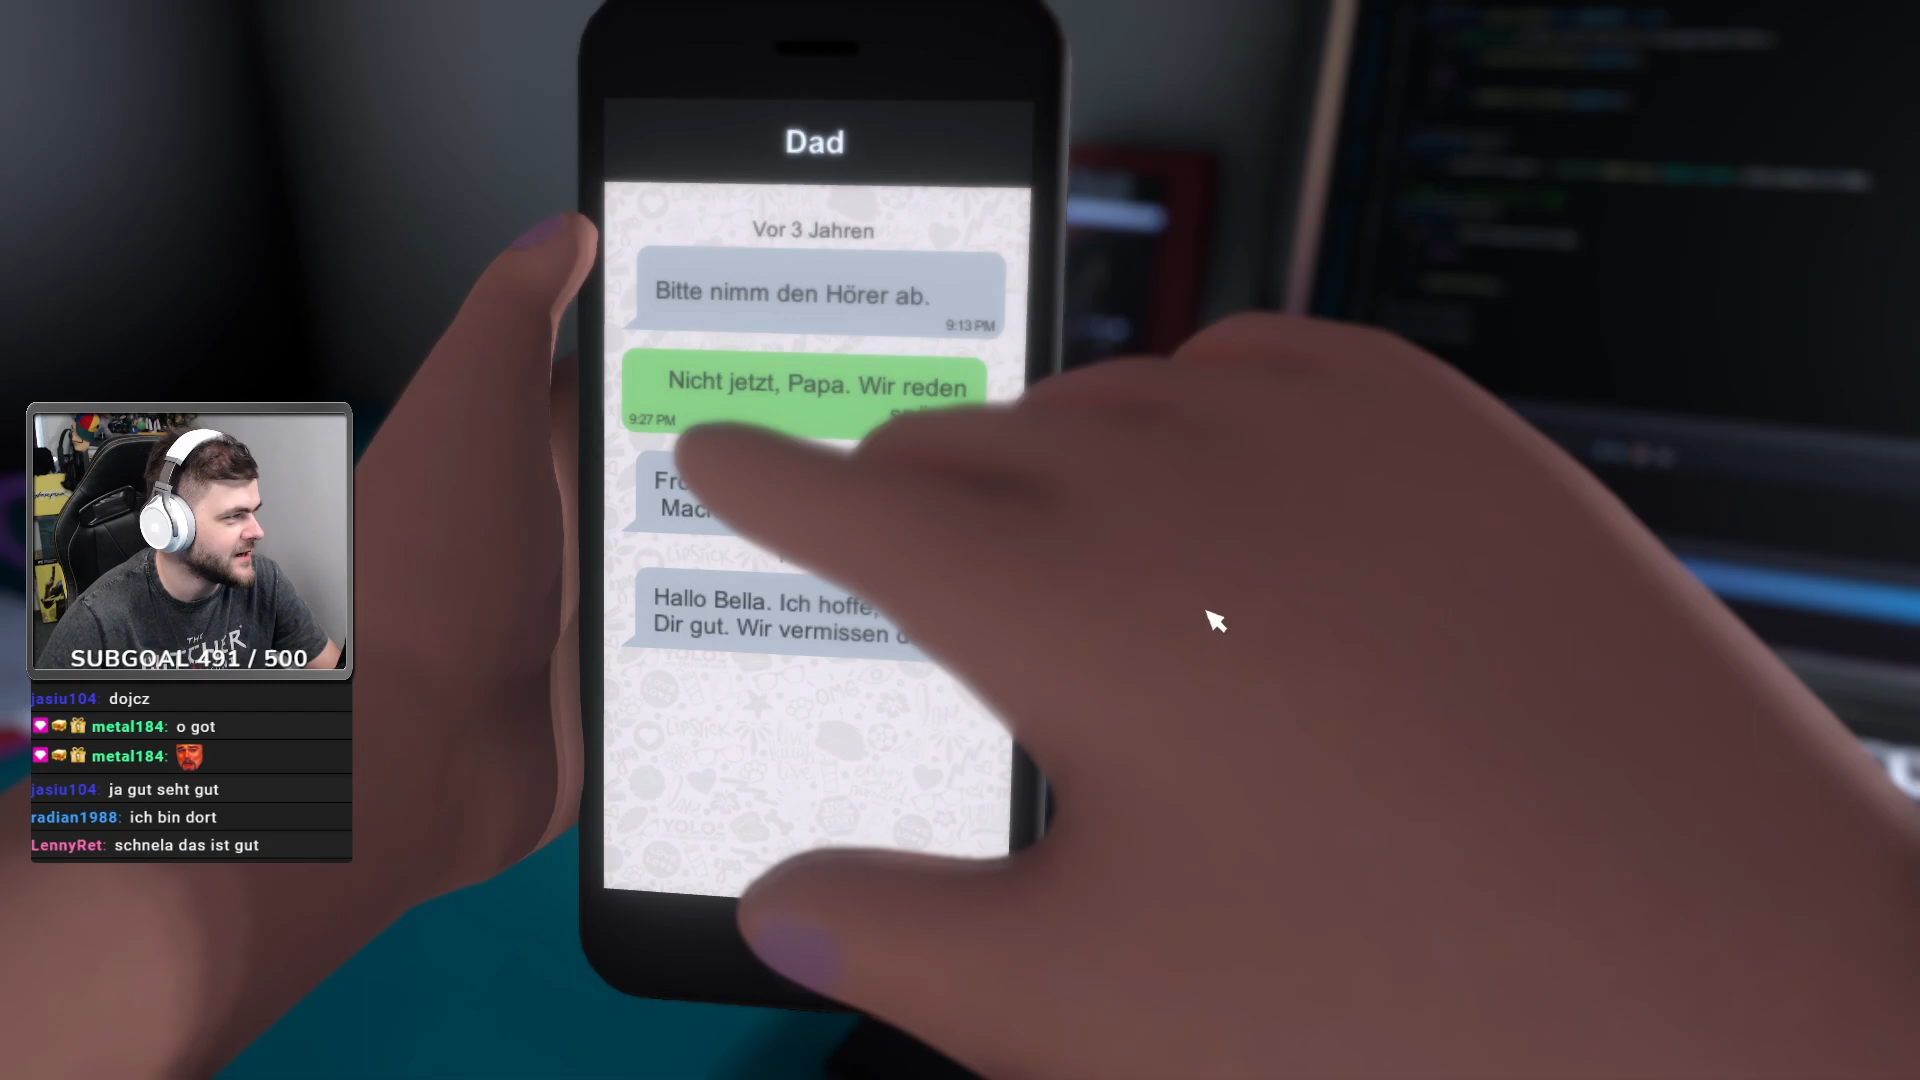 Dad
Vor 3 Jahren
Bitte nimm den Hörer ab.
9:13 PM
Nicht jetzt, Papa. Wir reden
9:27 PM
Hallo Bella. Ich hoffe,
Dir gut. Wir vermissen
THE
SUBGOAL 491 / 500
jasiu104: dojcz
metal184: o got
metal184:
jasiu104: ja gut seht gut
radian1988: ich bin dort
LennyRet: schnela das ist gut